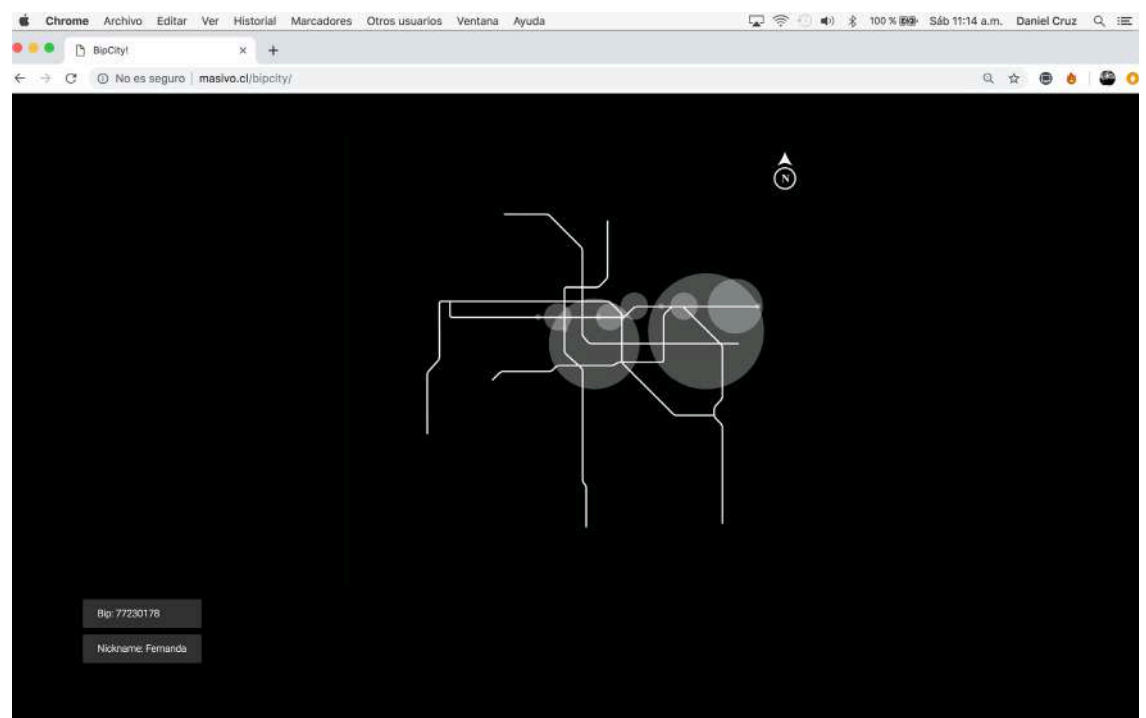 Chrome Archivo Editar Ver Historial Marcadores Otros usuarios Ventana Ayuda 100 % Sáb 11:14 a.m. Daniel Cruz
BipCity!
No es seguro masivo.cl/bipcity/
N
Bip: 77230178
Nickname: Fernanda